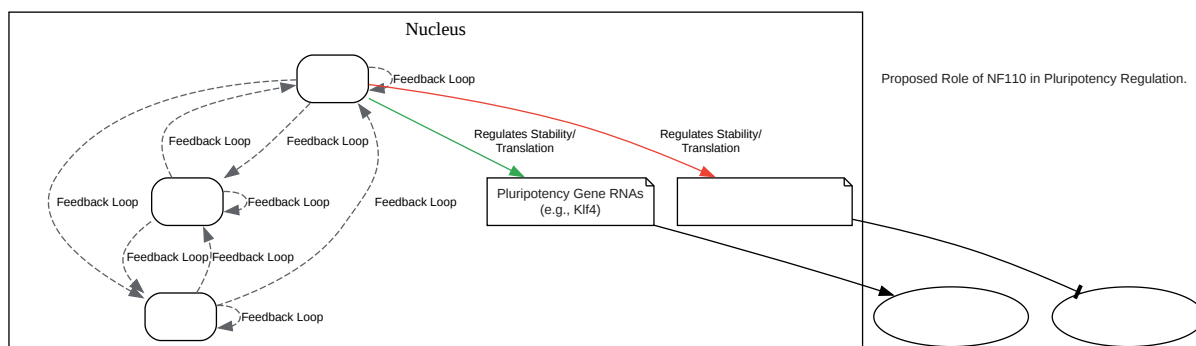 Nucleus
Feedback Loop
Proposed Role of NF110 in Pluripotency Regulation.
Feedback Loop
Feedback Loop
Regulates Stability/
Translation
Regulates Stability/
Translation
Feedback Loop
Feedback Loop
Feedback Loop
Pluripotency Gene RNAs
(e.g., Klf4)
Feedback Loop
Feedback Loop
Feedback Loop